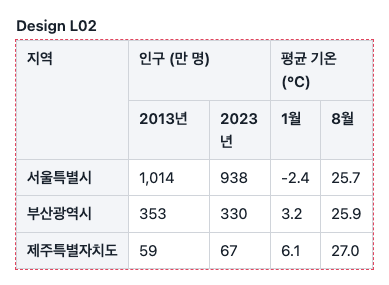 Design L02
지역 인구 (만 명) 평균 기온
(°C)
2013년 2023
년 1월 8월
서울특별시 1,014 938 -2.4 25.7
부산광역시 353 330 3.2 25.9
제주특별자치도 59 67 6.1 27.0